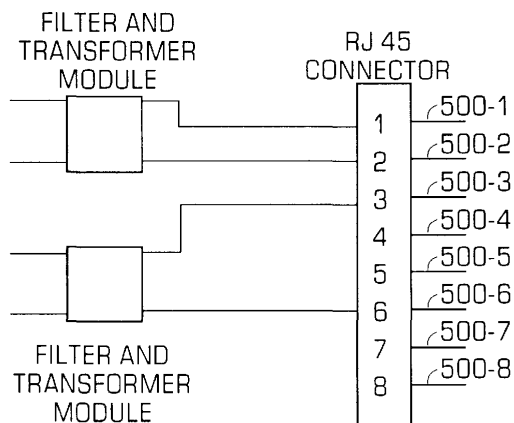 FILTER AND
TRANSFORMER
MODULE
RJ 45
CONNECTOR
1 500-1
2 500-2
3 500-3
4 500-4
5 500-5
6 500-6
7 500-7
8 500-8
FILTER AND
TRANSFORMER
MODULE